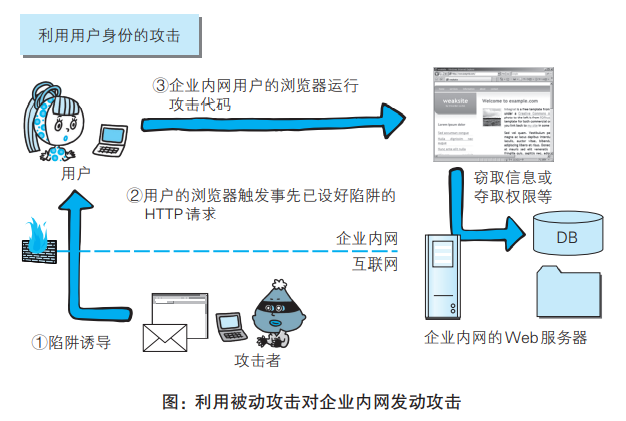 利用用户身份的攻击
③企业内网用户的浏览器运行
攻击代码
weaksite
Welcome to example.com
用户
窃取信息或
夺取权限等
②用户的浏览器触发事先已设好陷阱的
HTTP 请求
企业内网
互联网
DB
①陷阱诱导
攻击者
企业内网的Web服务器
图：利用被动攻击对企业内网发动攻击